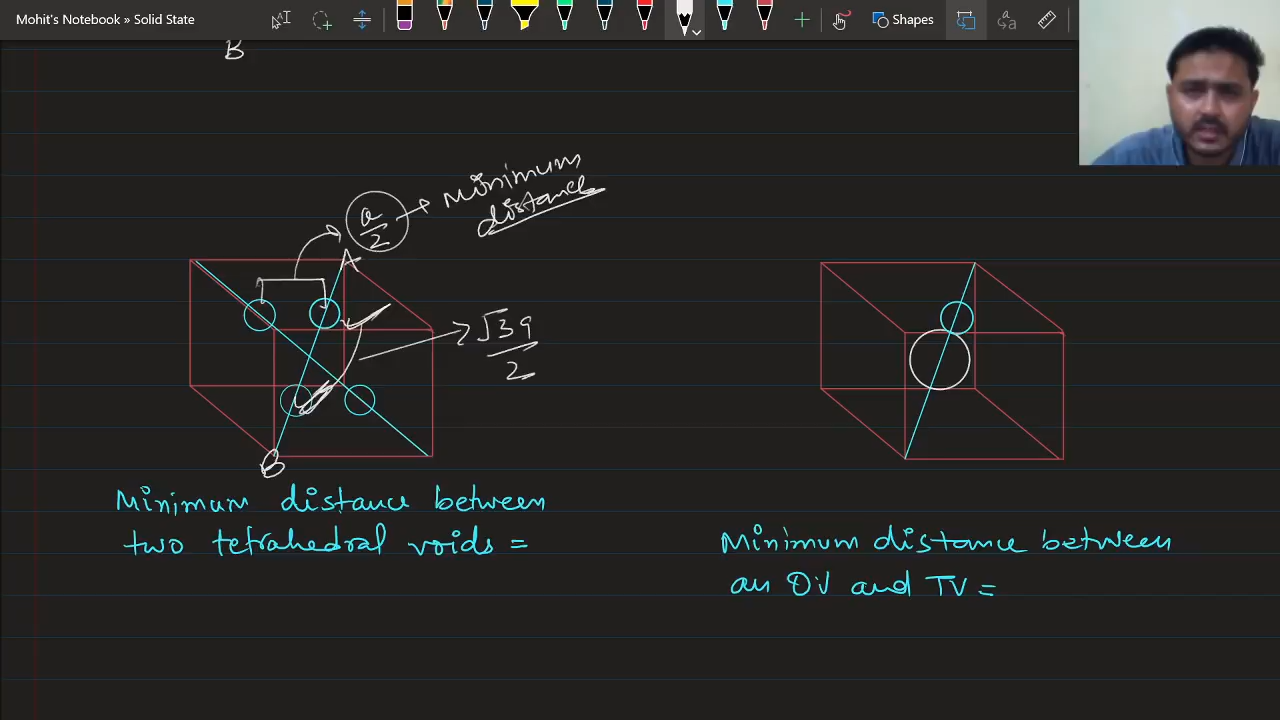 Mohit's Notebook » Solid State
Shapes
B
a/2 → Minimum
distance
A
√3a/2
B
Minimum distance between
two tetrahedral voids =
Minimum distance between
an OV and TV =